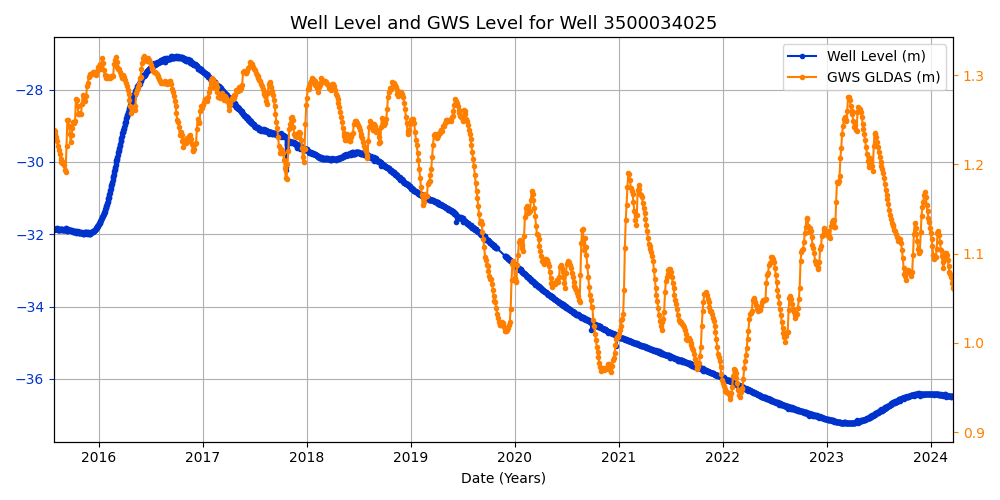 Well Level and GWS Level for Well 3500034025
Well Level (m)
GWS GLDAS (m)
−28
−30
−32
−34
−36
1.3
1.2
1.1
1.0
0.9
2016 2017 2018 2019 2020 2021 2022 2023 2024
Date (Years)